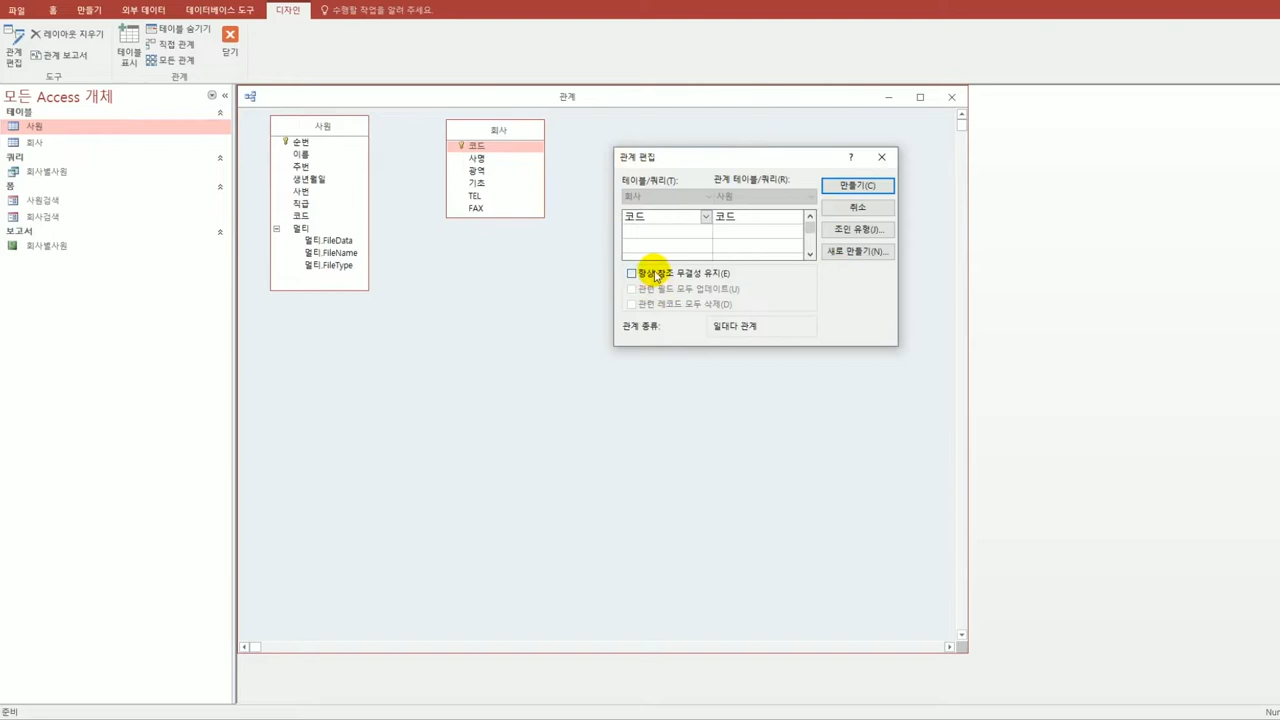 파일 홈 만들기 외부 데이터 데이터베이스 도구 디자인 수행할 작업을 알려 주세요.
관계 편집
레이아웃 지우기
관계 보고서
도구
테이블 표시
테이블 숨기기
직접 관계
모든 관계
관계
닫기
모든 Access 개체
테이블
사원
회사
쿼리
회사별사원
폼
사원검색
회사검색
보고서
회사별사원
관계
사원
순번
이름
주번
생년월일
사번
직급
코드
멀티
멀티.FileData
멀티.FileName
멀티.FileType
회사
코드
사명
광역
기초
TEL
FAX
관계 편집
테이블/쿼리(T): 관계 테이블/쿼리(R):
회사 사원
코드 코드
항상 참조 무결성 유지(E)
관련 필드 모두 업데이트(U)
관련 레코드 모두 삭제(D)
관계 종류: 일대다 관계
만들기(C)
취소
조인 유형(J)...
새로 만들기(N)...
준비
Nur